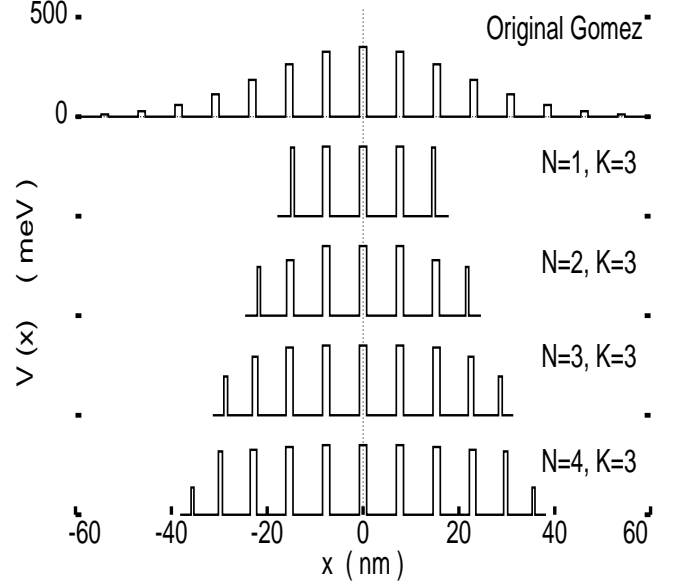 500
Original Gomez
0
N=1, K=3
N=2, K=3
N=3, K=3
N=4, K=3
V (x) ( meV )
-60 -40 -20 0 20 40 60
x ( nm )